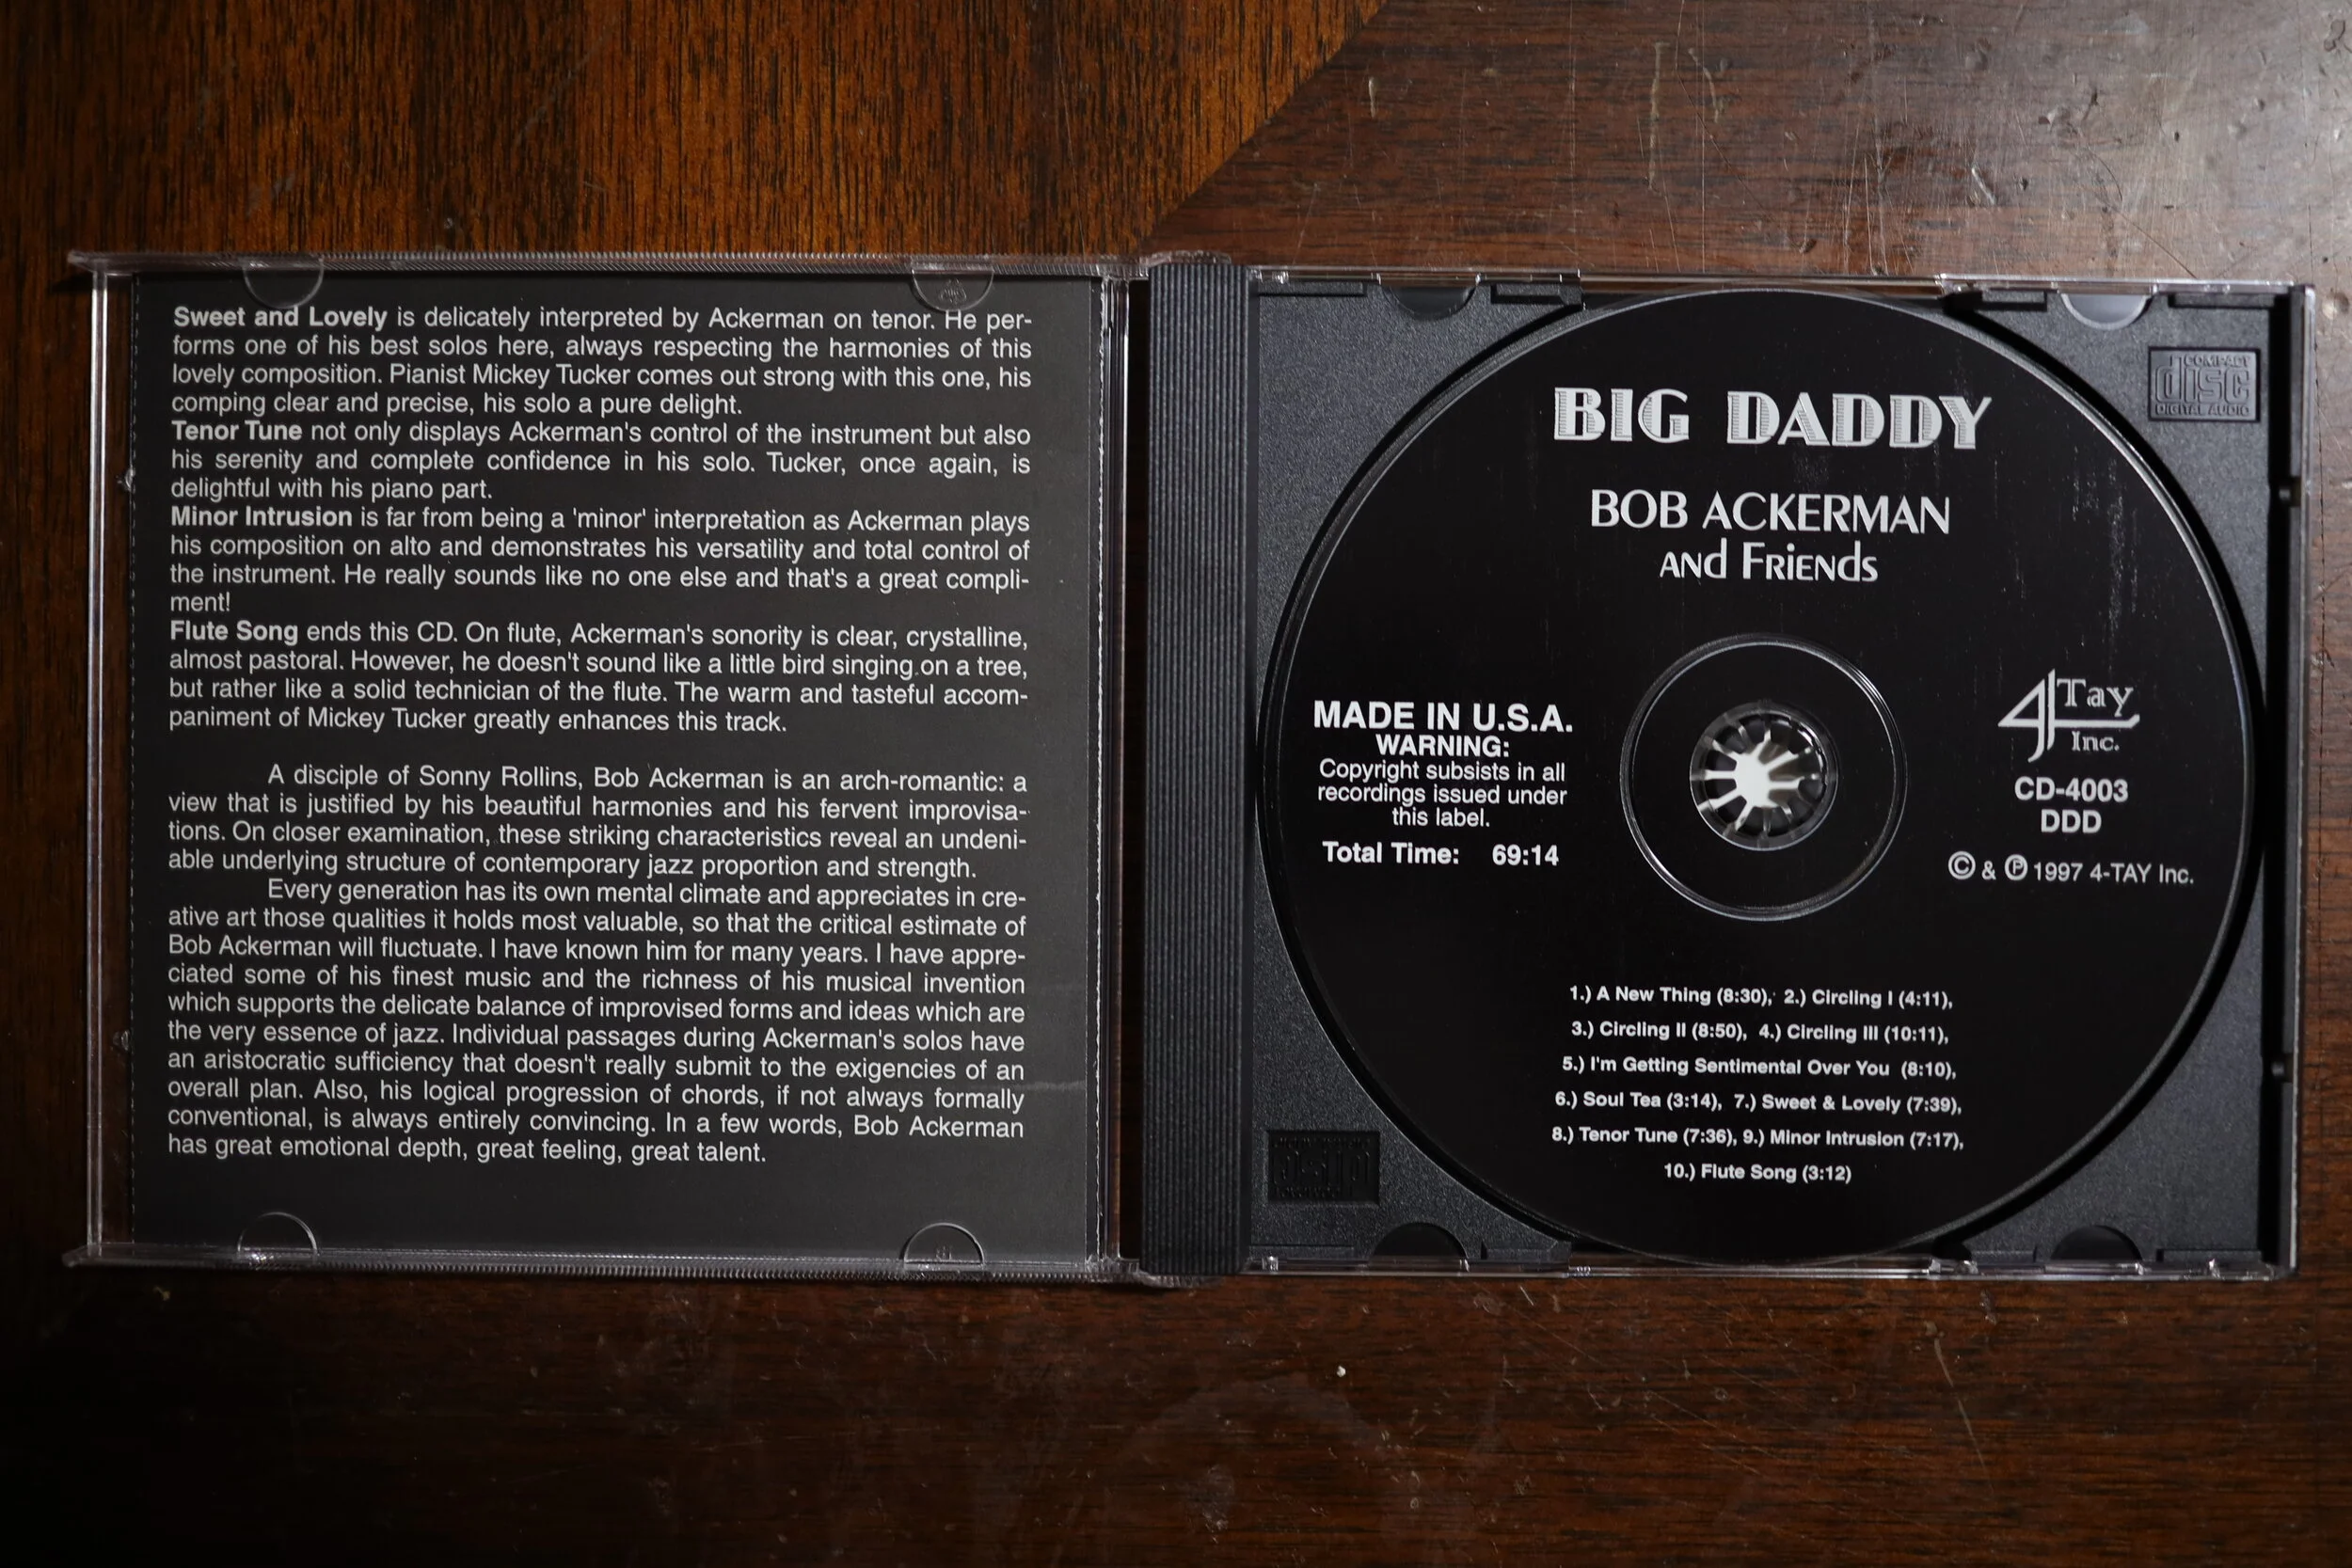 Sweet and Lovely is delicately interpreted by Ackerman on tenor. He per-
forms one of his best solos here, always respecting the harmonies of this
lovely composition. Pianist Mickey Tucker comes out strong with this one, his
comping clear and precise, his solo a pure delight.
Tenor Tune not only displays Ackerman's control of the instrument but also
his serenity and complete confidence in his solo. Tucker, once again, is
delightful with his piano part.
Minor Intrusion is far from being a 'minor' interpretation as Ackerman plays
his composition on alto and demonstrates his versatility and total control of
the instrument. He really sounds like no one else and that's a great compli-
ment!
Flute Song ends this CD. On flute, Ackerman's sonority is clear, crystalline,
almost pastoral. However, he doesn't sound like a little bird singing on a tree,
but rather like a solid technician of the flute. The warm and tasteful accom-
paniment of Mickey Tucker greatly enhances this track.
A disciple of Sonny Rollins, Bob Ackerman is an arch-romantic: a
view that is justified by his beautiful harmonies and his fervent improvisa-
tions. On closer examination, these striking characteristics reveal an undeni-
able underlying structure of contemporary jazz proportion and strength.
Every generation has its own mental climate and appreciates in cre-
ative art those qualities it holds most valuable, so that the critical estimate of
Bob Ackerman will fluctuate. I have known him for many years. I have appre-
ciated some of his finest music and the richness of his musical invention
which supports the delicate balance of improvised forms and ideas which are
the very essence of jazz. Individual passages during Ackerman's solos have
an aristocratic sufficiency that doesn't really submit to the exigencies of an
overall plan. Also, his logical progression of chords, if not always formally
conventional, is always entirely convincing. In a few words, Bob Ackerman
has great emotional depth, great feeling, great talent.
COMPACT
disc
DIGITAL AUDIO
BIG DADDY
BOB ACKERMAN
ANd FRiENds
MADE IN U.S.A.
WARNING:
Copyright subsists in all
recordings issued under
this label.
Total Time: 69:14
4 Tay
Inc.
CD-4003
DDD
© & ℗ 1997 4-TAY Inc.
1.) A New Thing (8:30), 2.) Circling I (4:11),
3.) Circling II (8:50), 4.) Circling III (10:11),
5.) I'm Getting Sentimental Over You (8:10),
6.) Soul Tea (3:14), 7.) Sweet & Lovely (7:39),
8.) Tenor Tune (7:36), 9.) Minor Intrusion (7:17),
10.) Flute Song (3:12)